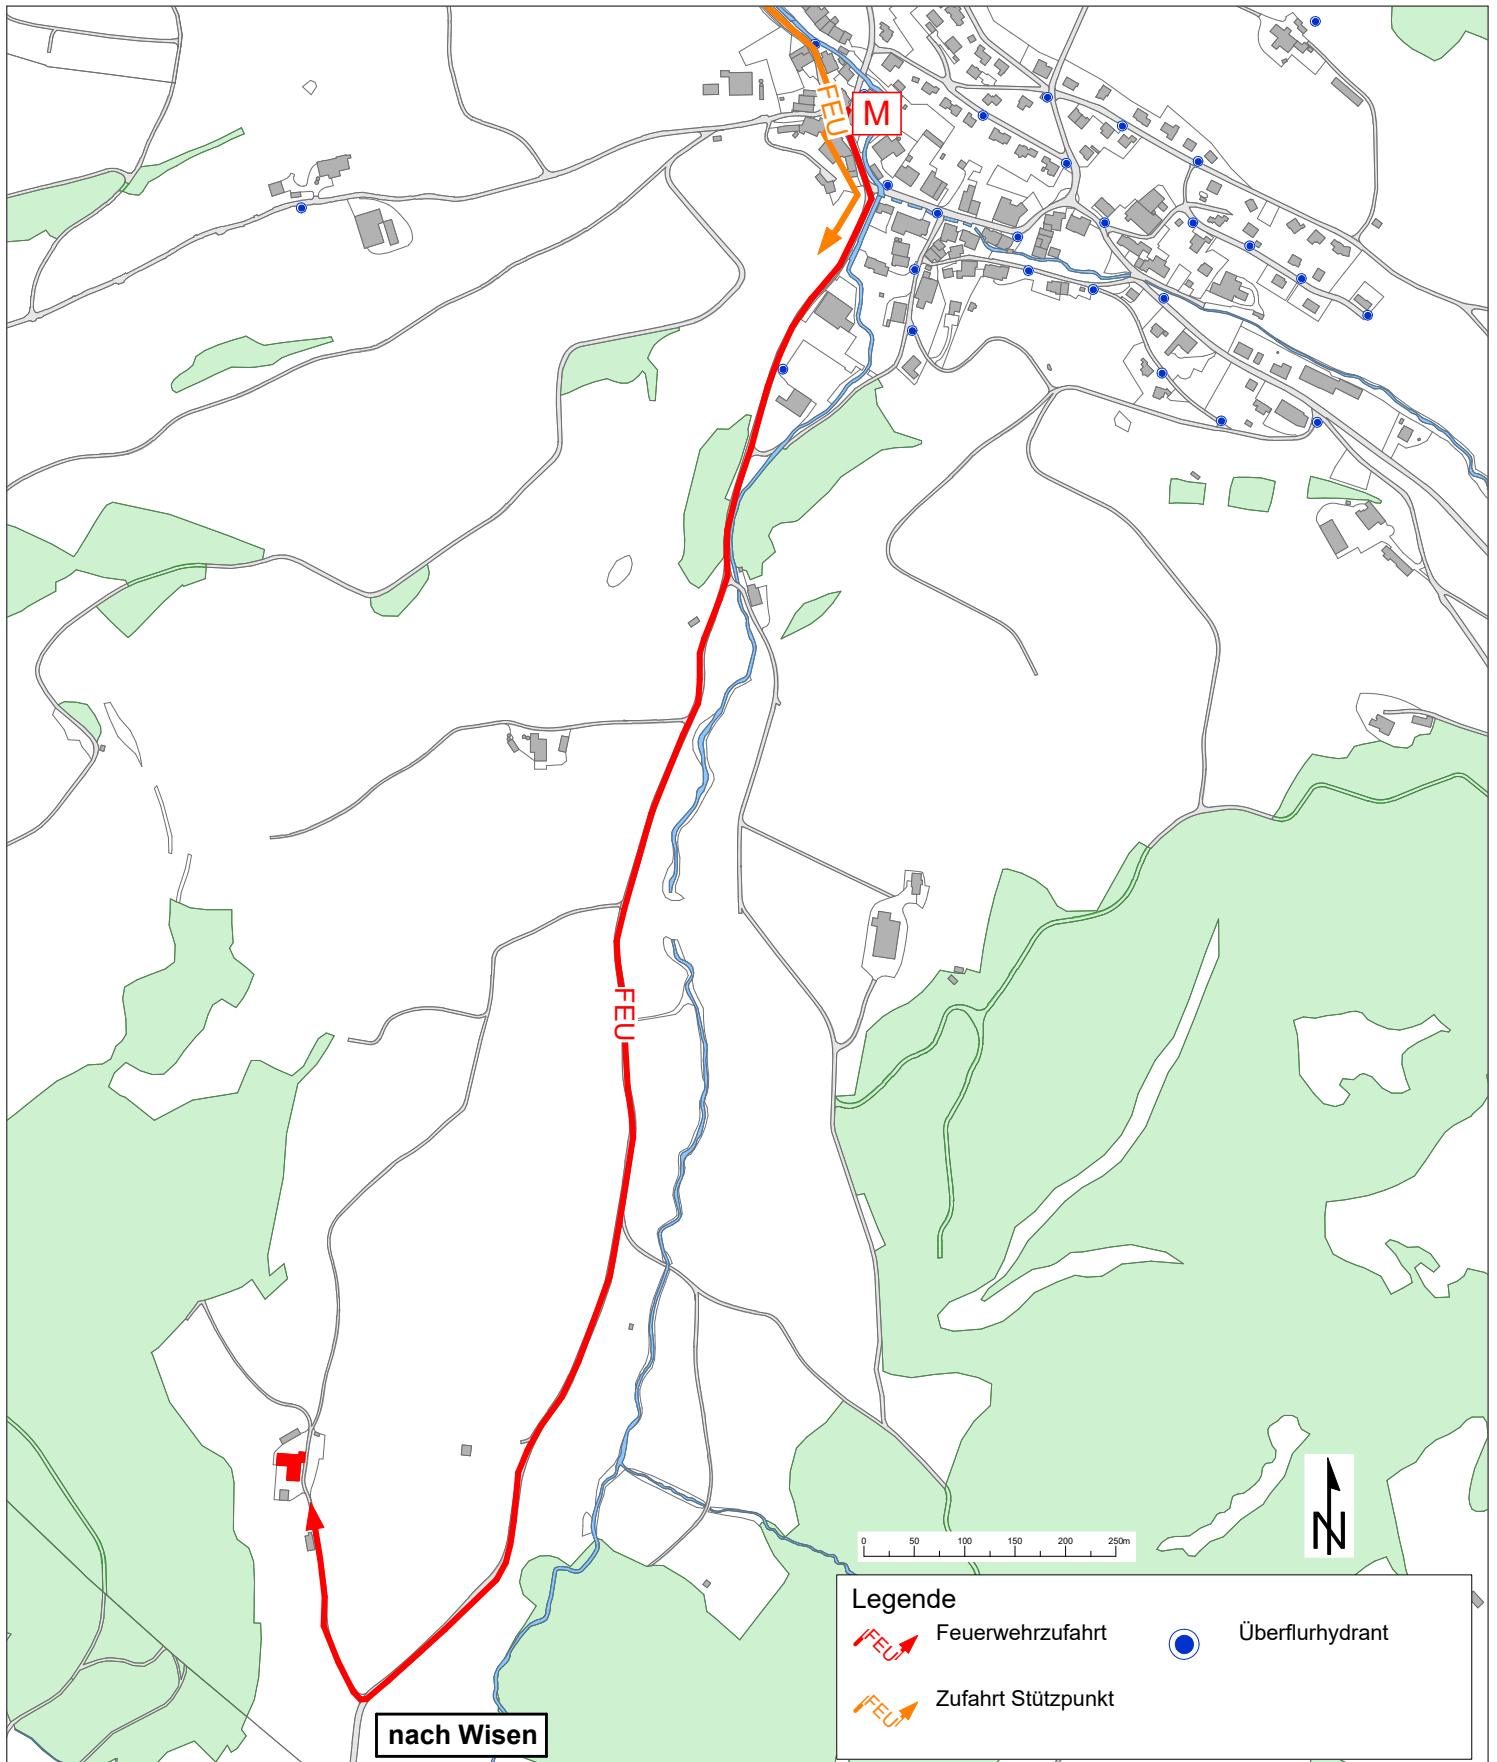 FEU
M
FEU
0 50 100 150 200 250m
N
Legende
FEU Feuerwehrzufahrt
Überflurhydrant
FEU Zufahrt Stützpunkt
nach Wisen